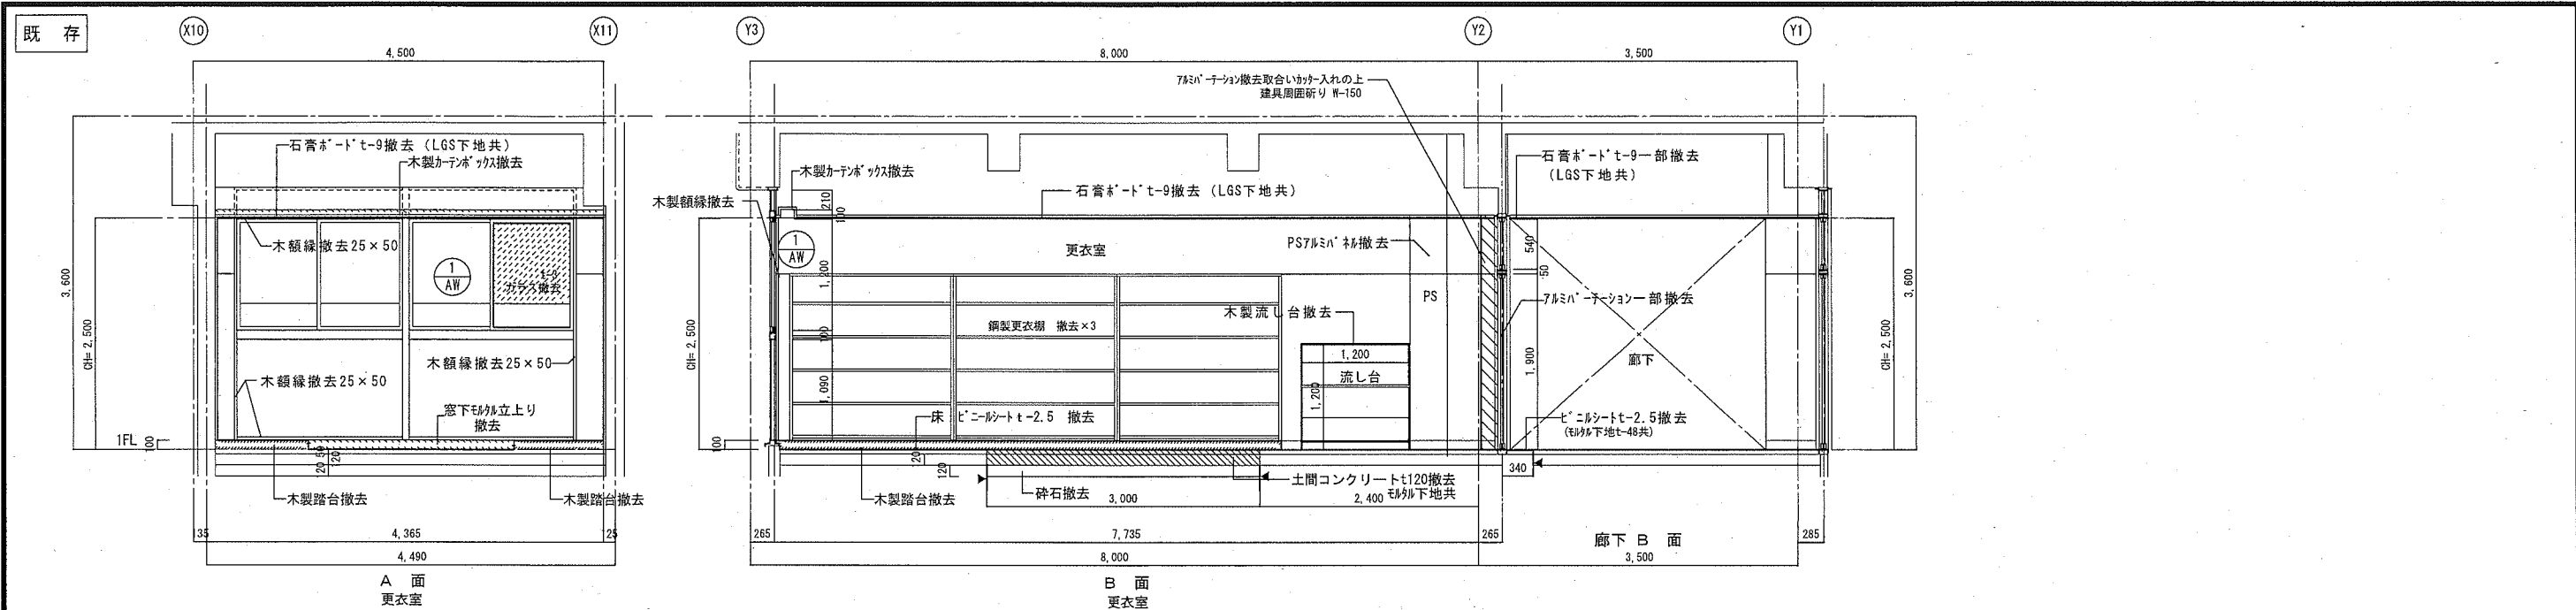 既 存
X10
X11
4,500
石膏ボードt-9撤去 (LGS下地共)
木製カーテンボックス撤去
木額縁撤去25×50
1
AW
ガラス撤去
木額縁撤去25×50
木額縁撤去25×50
窓下モルタル立上り
撤去
3,600
CH=2,500
1FL
100
20 50
120
木製踏台撤去
木製踏台撤去
135
4,365
25
4,490
A 面
更衣室
Y3
Y2
Y1
8,000
3,500
アルミパーテーション撤去取合いカッター入れの上
建具周囲斫り W-150
木製カーテンボックス撤去
木製額縁撤去
210
100
石膏ボードt-9撤去 (LGS下地共)
石膏ボードt-9一部撤去
(LGS下地共)
1
AW
更衣室
PSアルミパネル撤去
PS
1,200
100
1,090
鋼製更衣棚 撤去×3
木製流し台撤去
1,200
流し台
1,200
床 ビニールシートt-2.5 撤去
540
50
アルミパーテーション一部撤去
1,900
廊下
ビニルシートt-2.5撤去
(モルタル下地t-48共)
CH=2,500
3,600
CH=2,500
100
20
120
木製踏台撤去
砕石撤去
土間コンクリートt120撤去
モルタル下地共
3,000
2,400
340
265
7,735
265
285
8,000
3,500
廊下 B 面
B 面
更衣室